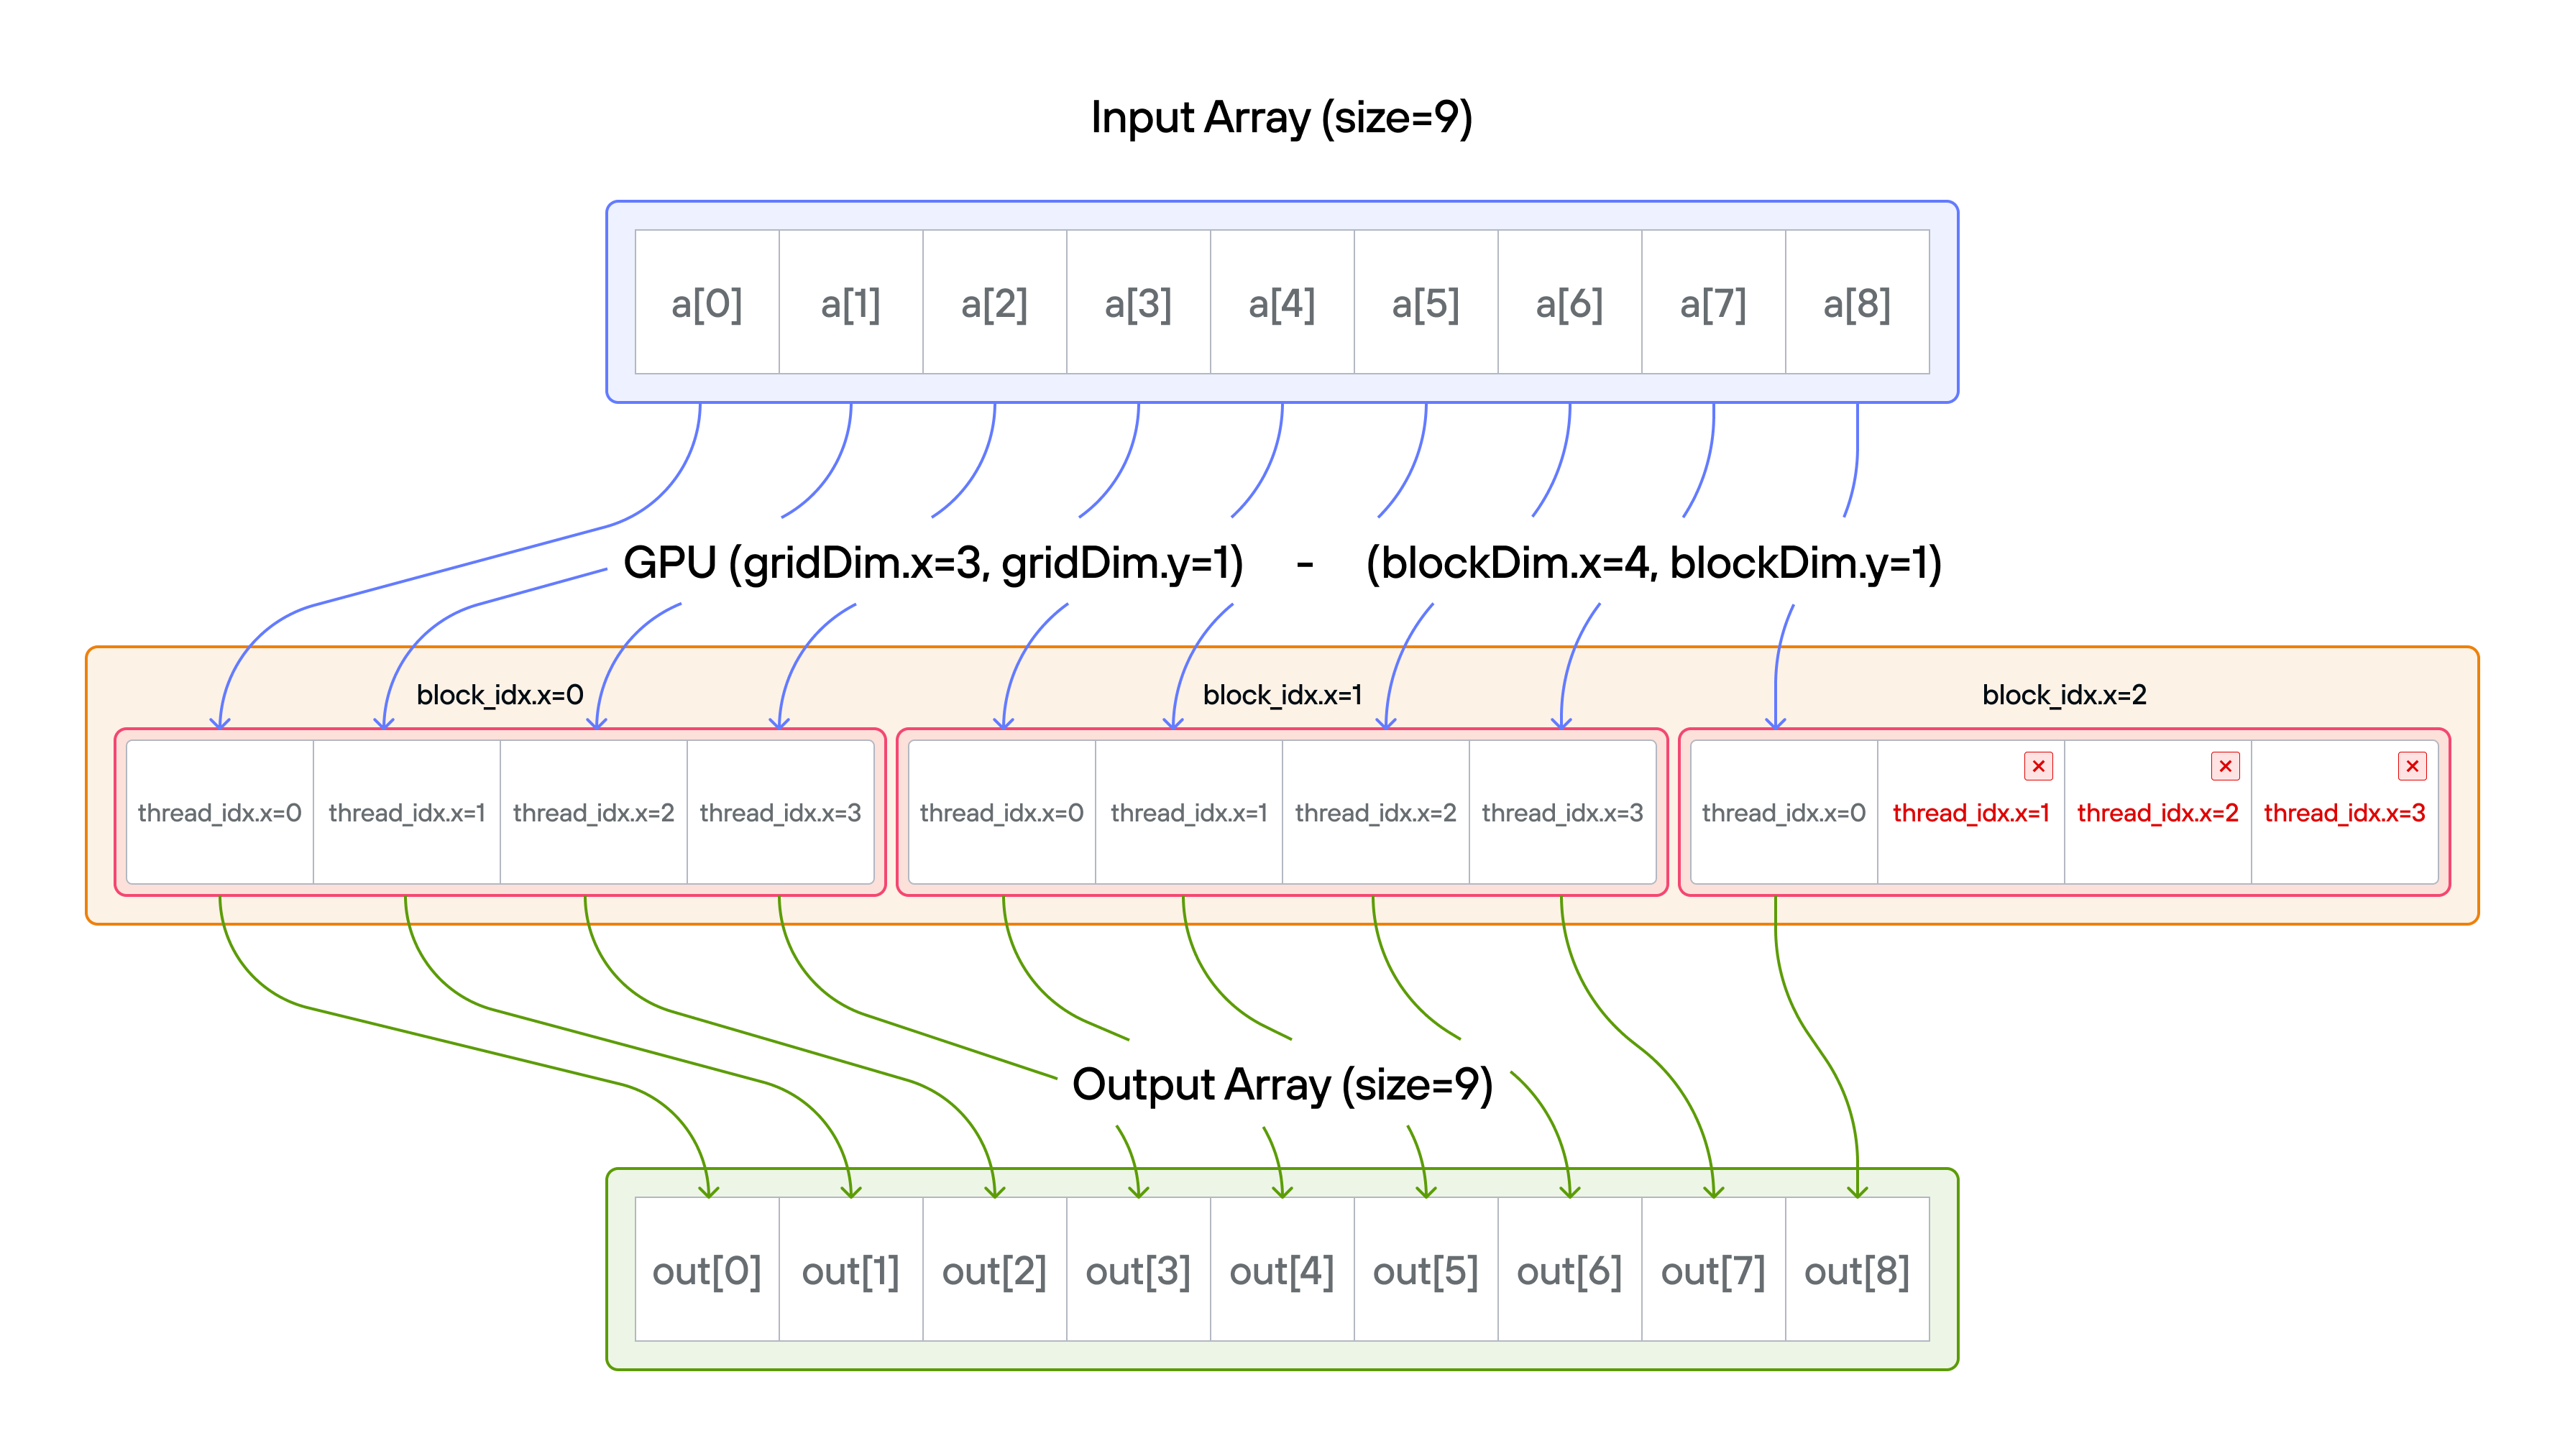 Input Array (size=9)
a[0] a[1] a[2] a[3] a[4] a[5] a[6] a[7] a[8]
GPU (gridDim.x=3, gridDim.y=1) - (blockDim.x=4, blockDim.y=1)
block_idx.x=0 block_idx.x=1 block_idx.x=2
thread_idx.x=0 thread_idx.x=1 thread_idx.x=2 thread_idx.x=3 thread_idx.x=0 thread_idx.x=1 thread_idx.x=2 thread_idx.x=3 thread_idx.x=0 thread_idx.x=1 thread_idx.x=2 thread_idx.x=3
Output Array (size=9)
out[0] out[1] out[2] out[3] out[4] out[5] out[6] out[7] out[8]